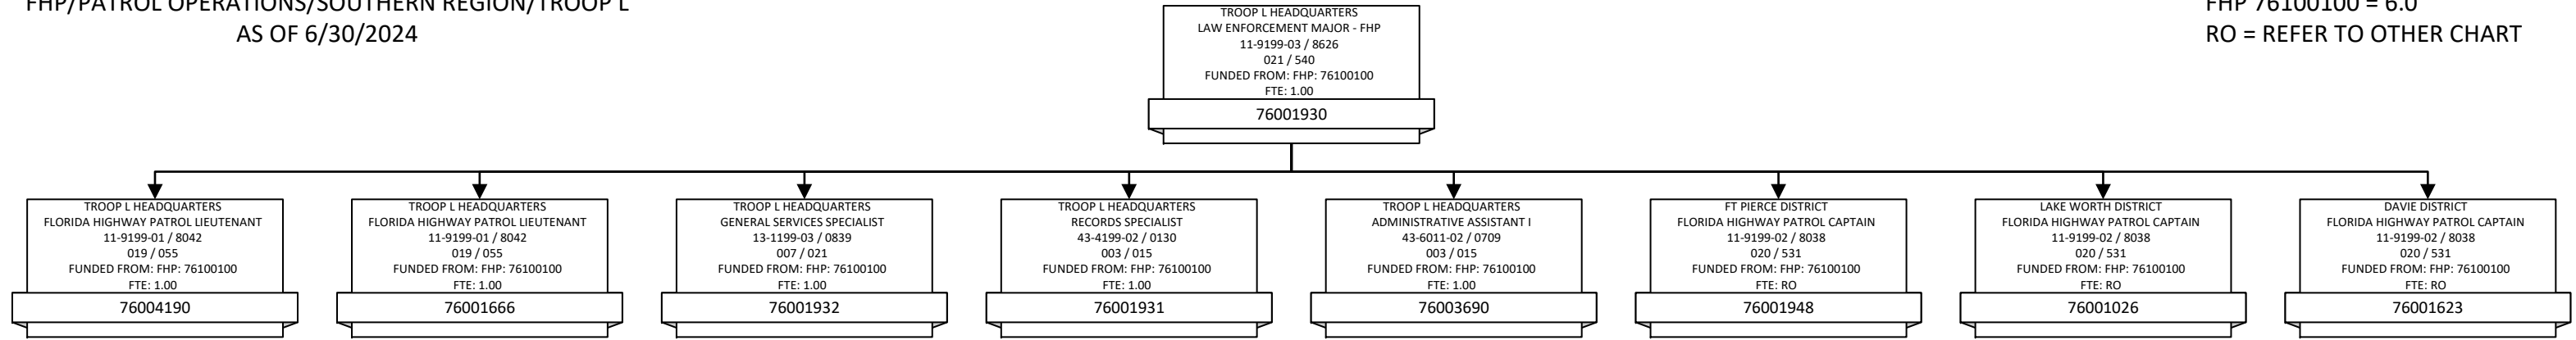 FHP/PATROL OPERATIONS/SOUTHERN REGION/TROOP L
AS OF 6/30/2024
FHP 76100100 = 6.0
RO = REFER TO OTHER CHART
TROOP L HEADQUARTERS
LAW ENFORCEMENT MAJOR - FHP
11-9199-03 / 8626
021 / 540
FUNDED FROM: FHP: 76100100
FTE: 1.00
76001930
TROOP L HEADQUARTERS
FLORIDA HIGHWAY PATROL LIEUTENANT
11-9199-01 / 8042
019 / 055
FUNDED FROM: FHP: 76100100
FTE: 1.00
76004190
TROOP L HEADQUARTERS
FLORIDA HIGHWAY PATROL LIEUTENANT
11-9199-01 / 8042
019 / 055
FUNDED FROM: FHP: 76100100
FTE: 1.00
76001666
TROOP L HEADQUARTERS
GENERAL SERVICES SPECIALIST
13-1199-03 / 0839
007 / 021
FUNDED FROM: FHP: 76100100
FTE: 1.00
76001932
TROOP L HEADQUARTERS
RECORDS SPECIALIST
43-4199-02 / 0130
003 / 015
FUNDED FROM: FHP: 76100100
FTE: 1.00
76001931
TROOP L HEADQUARTERS
ADMINISTRATIVE ASSISTANT I
43-6011-02 / 0709
003 / 015
FUNDED FROM: FHP: 76100100
FTE: 1.00
76003690
FT PIERCE DISTRICT
FLORIDA HIGHWAY PATROL CAPTAIN
11-9199-02 / 8038
020 / 531
FUNDED FROM: FHP: 76100100
FTE: RO
76001948
LAKE WORTH DISTRICT
FLORIDA HIGHWAY PATROL CAPTAIN
11-9199-02 / 8038
020 / 531
FUNDED FROM: FHP: 76100100
FTE: RO
76001026
DAVIE DISTRICT
FLORIDA HIGHWAY PATROL CAPTAIN
11-9199-02 / 8038
020 / 531
FUNDED FROM: FHP: 76100100
FTE: RO
76001623